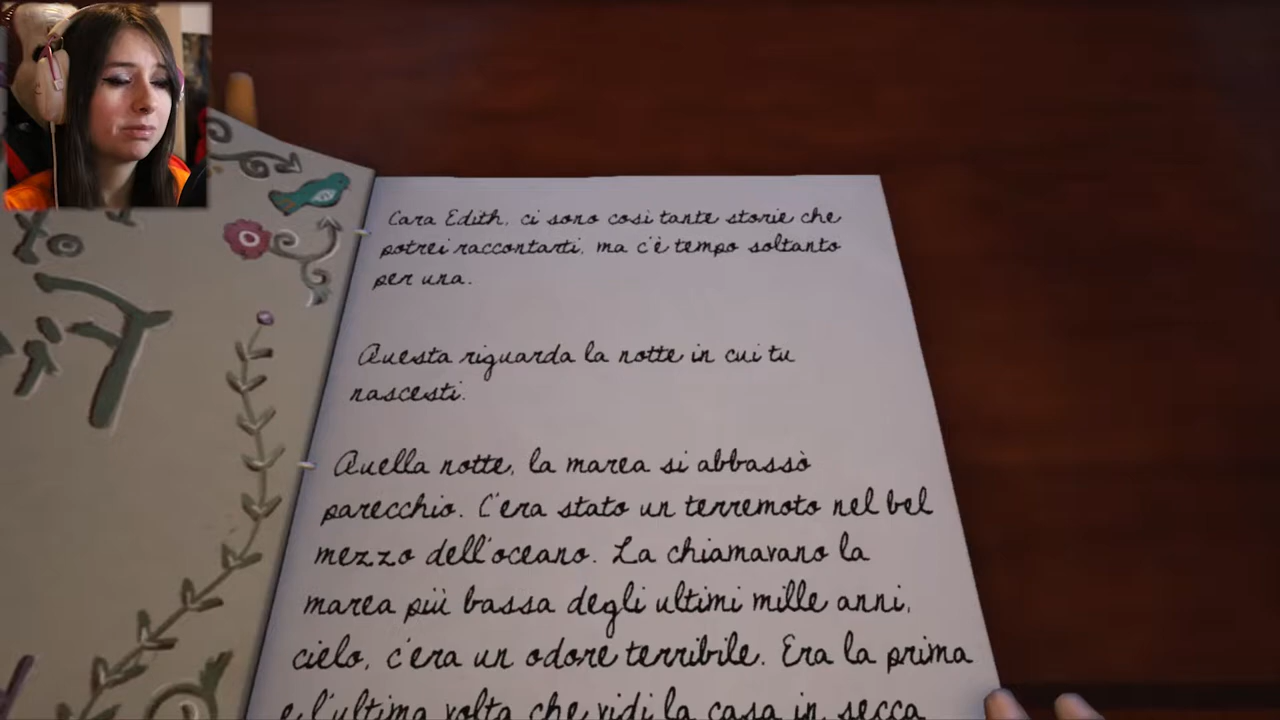 Cara Edith, ci sono così tante storie che
potrei raccontarti, ma c'è tempo soltanto
per una.
Questa riguarda la notte in cui tu
nascesti.
Quella notte, la marea si abbassò
parecchio. C'era stato un terremoto nel bel
mezzo dell'oceano. La chiamavano la
marea più bassa degli ultimi mille anni,
cielo, c'era un odore terribile. Era la prima
e l'ultima volta che vidi la casa in secca